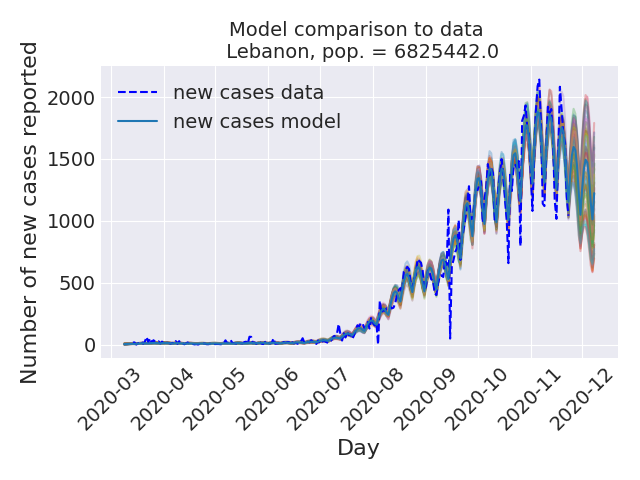 Model comparison to data
Lebanon, pop. = 6825442.0
Number of new cases reported
2000
1500
1000
500
0
new cases data
new cases model
2020-03
2020-04
2020-05
2020-06
2020-07
2020-08
2020-09
2020-10
2020-11
2020-12
Day